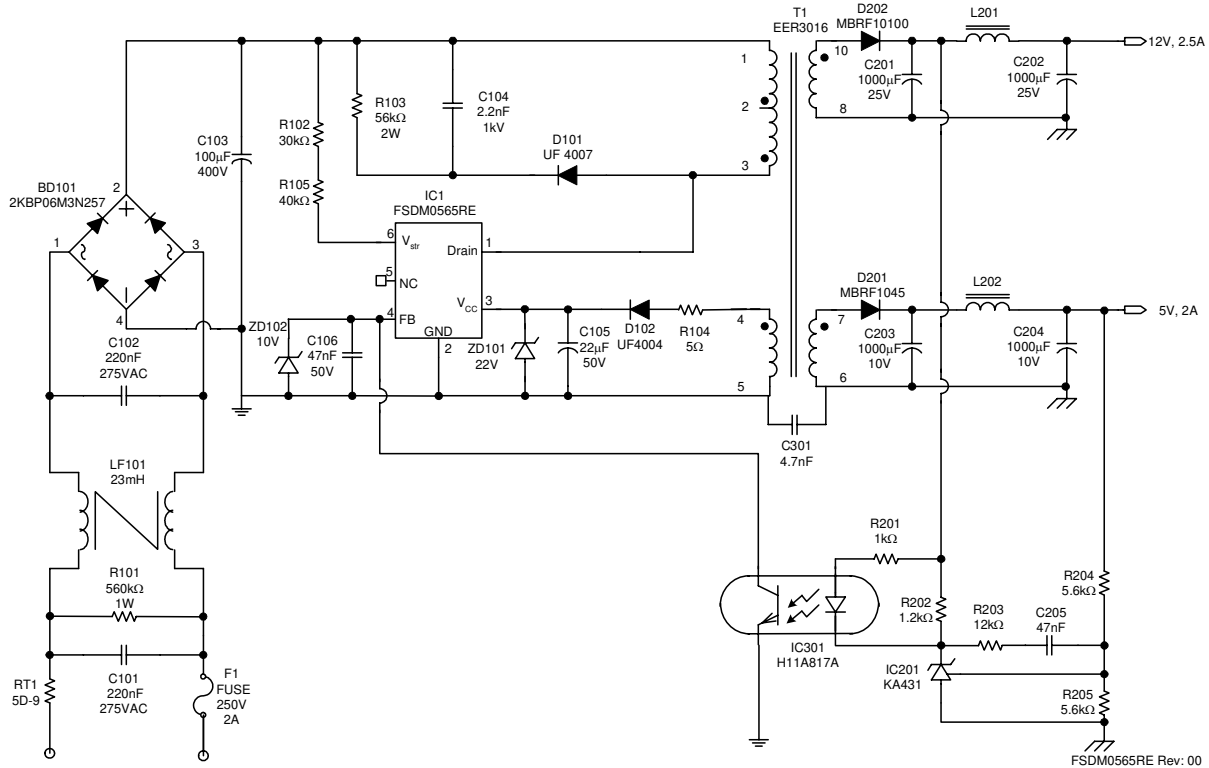 T1
EER3016
D202
MBRF10100
L201
12V, 2.5A
10
8
C201
1000μF
25V
C202
1000μF
25V
1
2
3
R103
56kΩ
2W
C104
2.2nF
1kV
R102
30kΩ
C103
100μF
400V
D101
UF 4007
R105
40kΩ
BD101
2KBP06M3N257
2
1
3
4
IC1
FSDM0565RE
6
Vstr
Drain
1
5
NC
VCC
3
4
FB
GND
2
D201
MBRF1045
L202
5V, 2A
7
6
C203
1000μF
10V
C204
1000μF
10V
4
5
ZD102
10V
C106
47nF
50V
ZD101
22V
C105
22μF
50V
D102
UF4004
R104
5Ω
C102
220nF
275VAC
C301
4.7nF
LF101
23mH
R101
560kΩ
1W
R201
1kΩ
R202
1.2kΩ
R203
12kΩ
C205
47nF
R204
5.6kΩ
R205
5.6kΩ
IC301
H11A817A
IC201
KA431
RT1
5D-9
C101
220nF
275VAC
F1
FUSE
250V
2A
FSDM0565RE Rev: 00